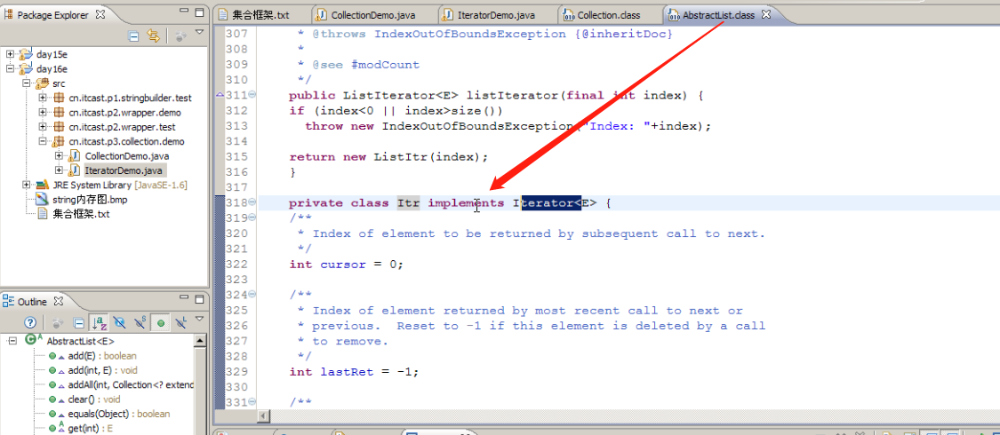 Package Explorer
day15e
day16e
src
cn.itcast.p1.stringbuilder.test
cn.itcast.p2.wrapper.demo
cn.itcast.p2.wrapper.test
cn.itcast.p3.collection.demo
CollectionDemo.java
IteratorDemo.java
JRE System Library [JavaSE-1.6]
string内存图.bmp
集合框架.txt
Outline
AbstractList<E>
add(E) : boolean
add(int, E) : void
addAll(int, Collection<? extend
clear() : void
equals(Object) : boolean
get(int) : E
集合框架.txt CollectionDemo.java IteratorDemo.java Collection.class AbstractList.class
307 * @throws IndexOutOfBoundsException {@inheritDoc}
308 *
309 * @see #modCount
310 */
311 public ListIterator<E> listIterator(final int index) {
312 if (index<0 || index>size())
313 throw new IndexOutOfBoundsException("Index: "+index);
314
315 return new ListItr(index);
316 }
317
318 private class Itr implements Iterator<E> {
319 /**
320 * Index of element to be returned by subsequent call to next.
321 */
322 int cursor = 0;
323
324 /**
325 * Index of element returned by most recent call to next or
326 * previous. Reset to -1 if this element is deleted by a call
327 * to remove.
328 */
329 int lastRet = -1;
330
331 /**